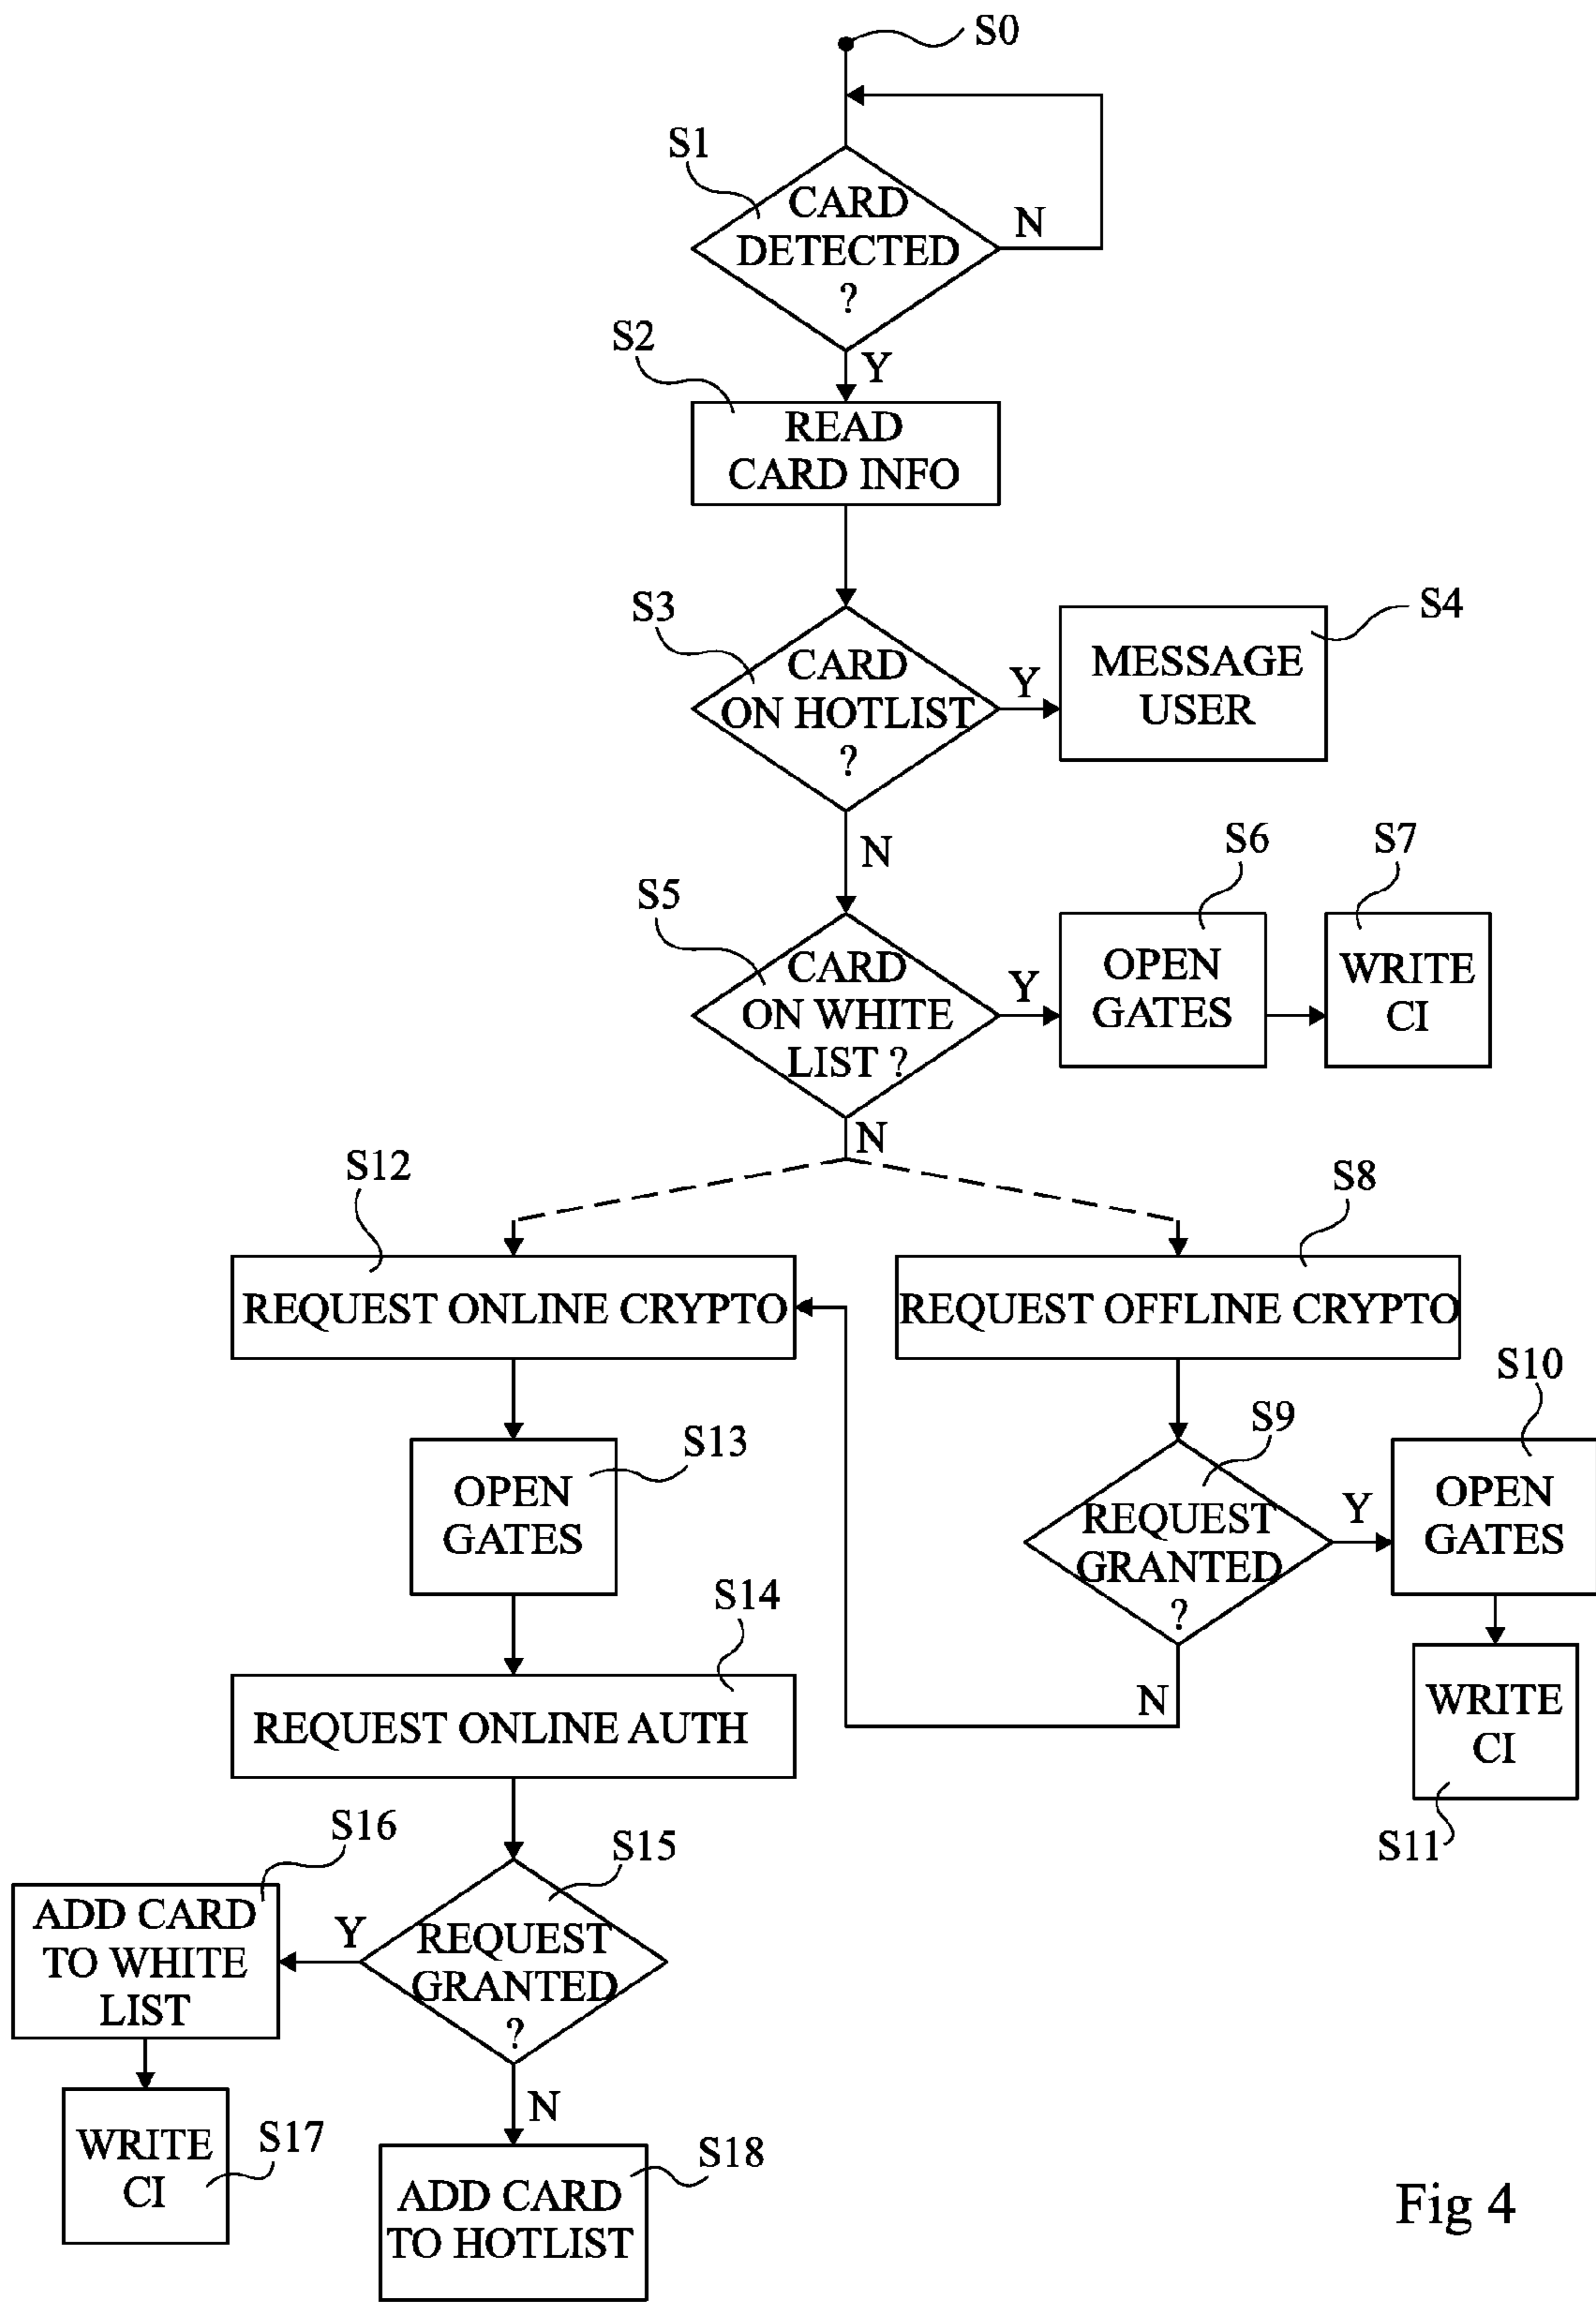 S0
S1
CARD
DETECTED
?
N
Y
S2
READ
CARD INFO
S3
CARD
ON HOTLIST
?
Y
S4
MESSAGE
USER
N
S5
CARD
ON WHITE
LIST ?
Y
S6
OPEN
GATES
S7
WRITE
CI
N
S12
REQUEST ONLINE CRYPTO
S8
REQUEST OFFLINE CRYPTO
S13
OPEN
GATES
S9
REQUEST
GRANTED
?
Y
S10
OPEN
GATES
N
S11
WRITE
CI
S14
REQUEST ONLINE AUTH
S15
REQUEST
GRANTED
?
Y
S16
ADD CARD
TO WHITE
LIST
S17
WRITE
CI
N
S18
ADD CARD
TO HOTLIST
Fig 4